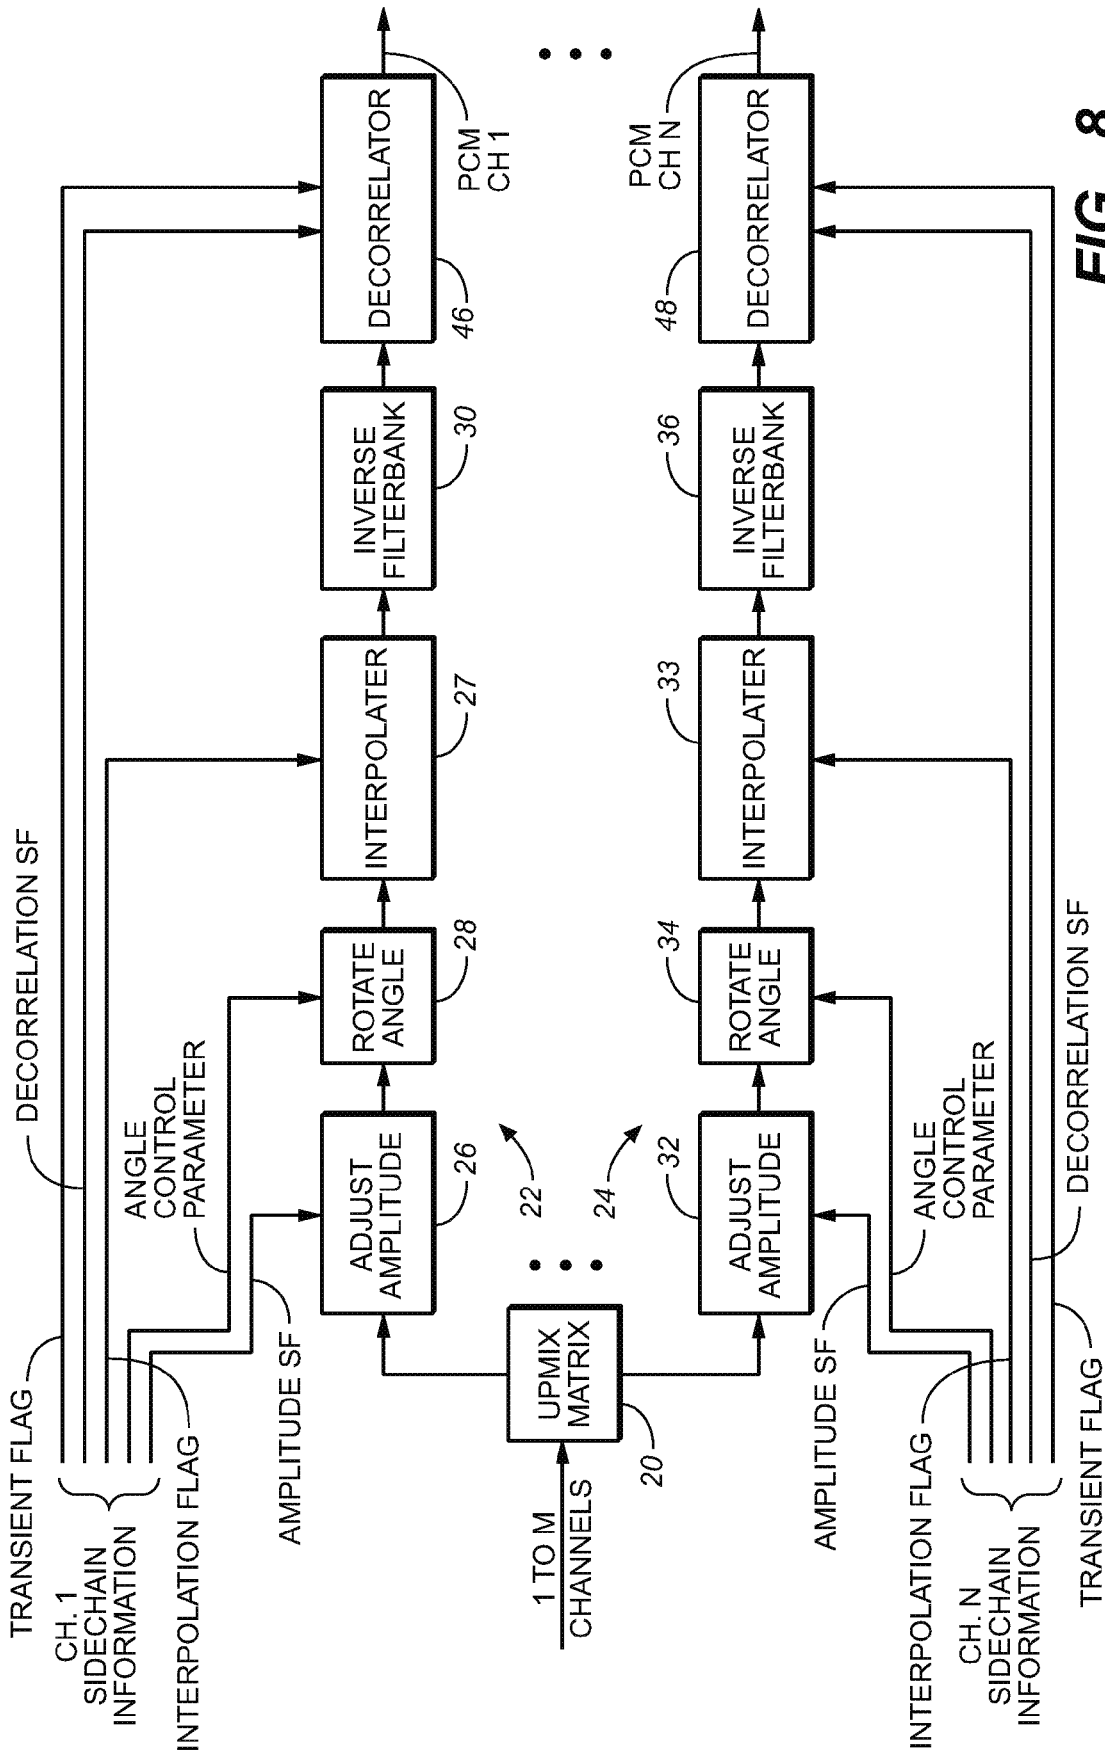 TRANSIENT FLAG
CH. 1
SIDECHAIN
INFORMATION
INTERPOLATION FLAG
AMPLITUDE SF
ANGLE
CONTROL
PARAMETER
DECORRELATION SF
ADJUST
AMPLITUDE
26
ROTATE
ANGLE
28
INTERPOLATER
27
INVERSE
FILTERBANK
30
DECORRELATOR
46
PCM
CH 1
1 TO M
CHANNELS
UPMIX
MATRIX
20
22
24
ADJUST
AMPLITUDE
32
ROTATE
ANGLE
34
INTERPOLATER
33
INVERSE
FILTERBANK
36
DECORRELATOR
48
PCM
CH N
AMPLITUDE SF
ANGLE
CONTROL
PARAMETER
INTERPOLATION FLAG
CH. N
SIDECHAIN
INFORMATION
DECORRELATION SF
TRANSIENT FLAG
FIG_8